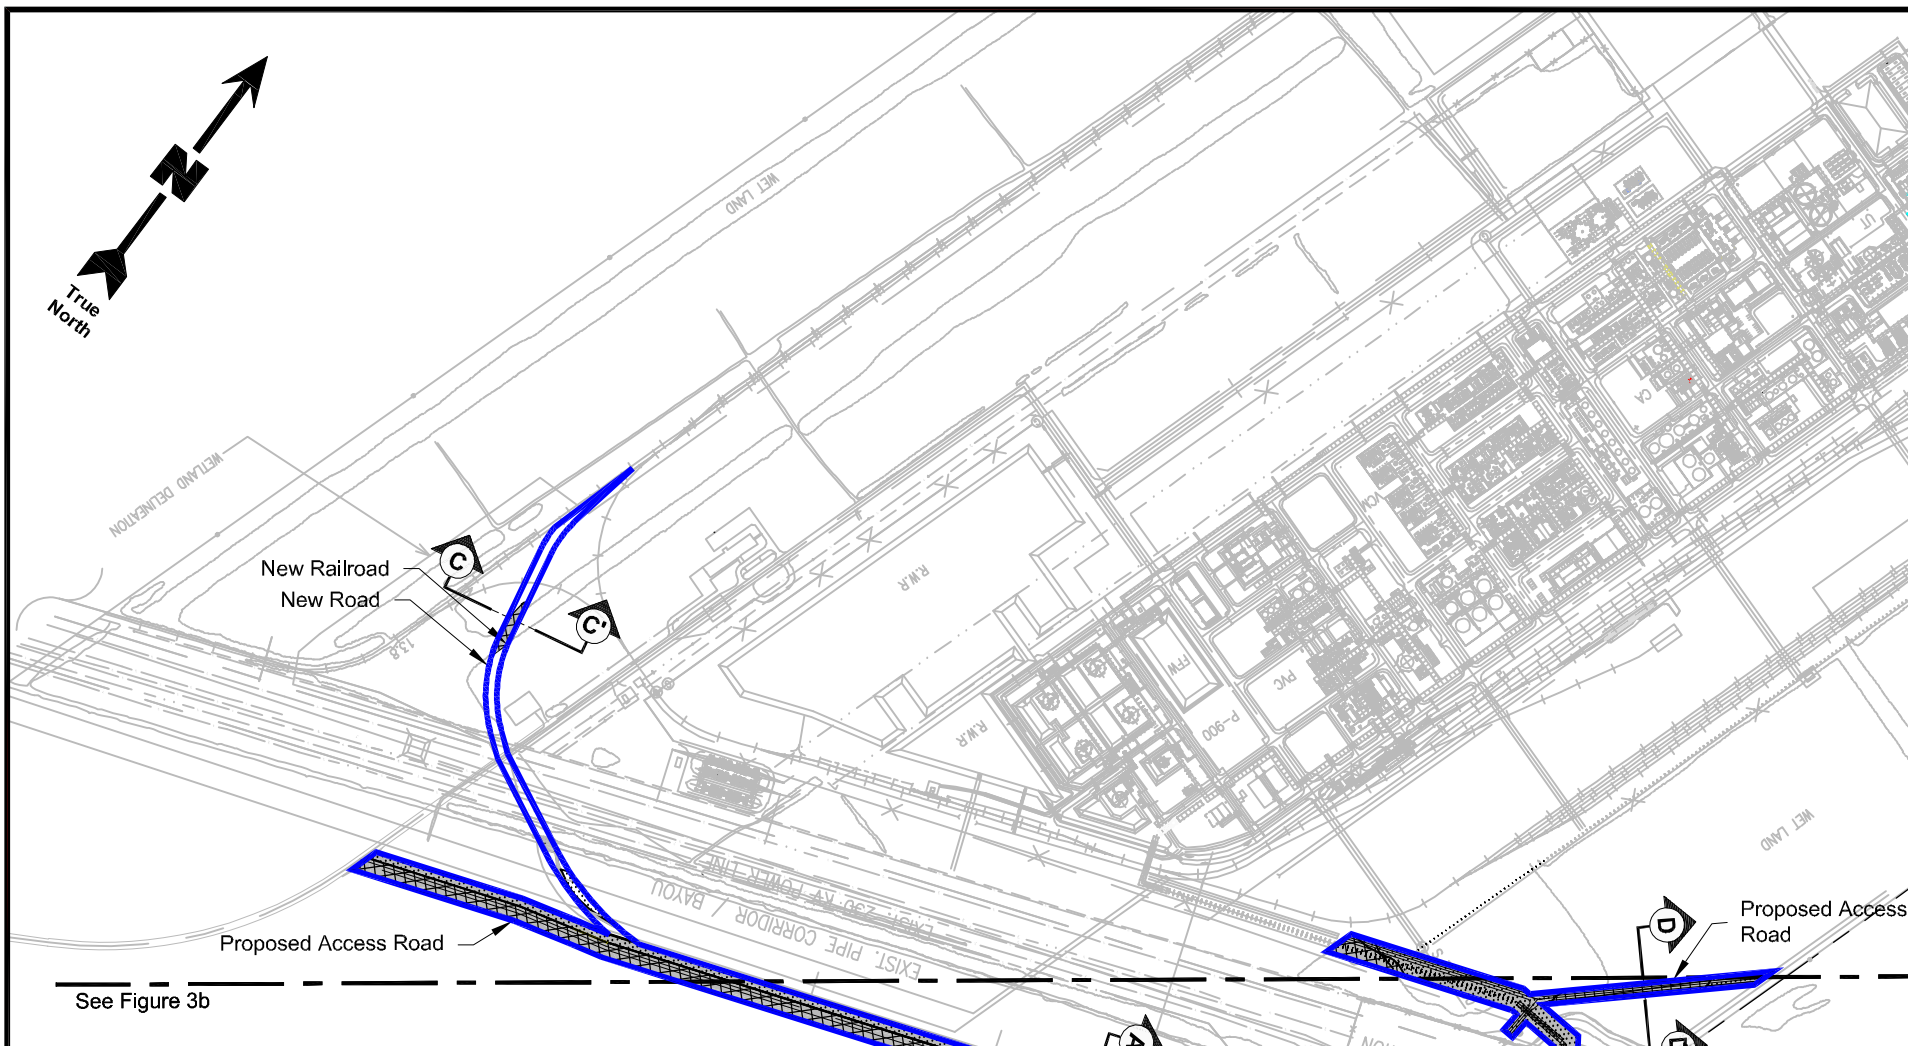 N
True
North
WET LAND
WETLAND DELINEATION
UT
CA
VCM
C
New Railroad
New Road
C'
R.W.R
13.8
FFW
PVC
P-900
R.W.R
WET LAND
EXIST. 230 KV POWER LINE
EXIST. PIPE CORRIDOR / BAYOU
Proposed Access Road
D
Proposed Access
Road
See Figure 3b
A